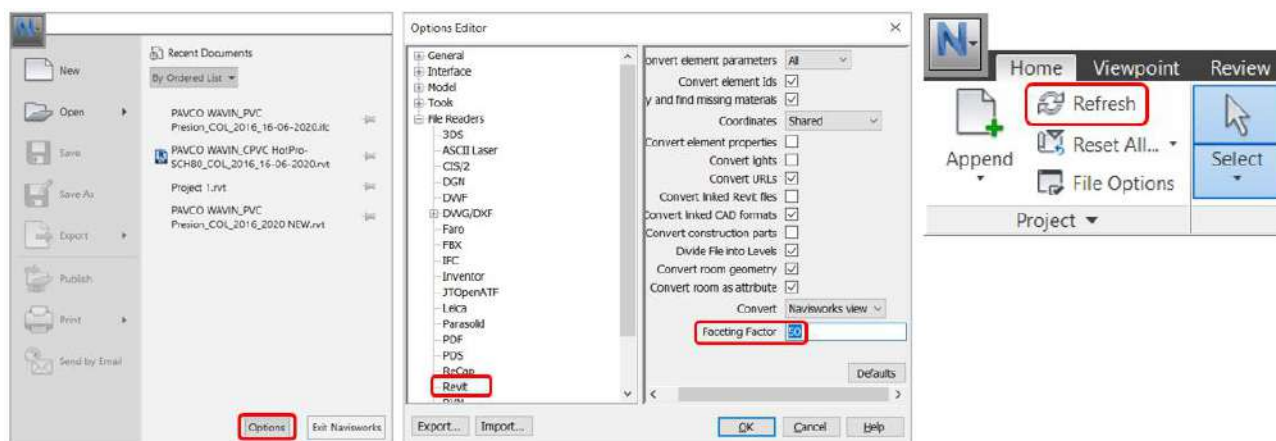 N
New
Open
Save
Save As
Export
Publish
Print
Send by Email
Recent Documents
By Ordered List
PAVCO WAVIN_PVC
Presion_COL_2016_16-06-2020.ifc
PAVCO WAVIN_CPVC HotPro-
SCH80_COL_2016_16-06-2020.rvt
Project 1.rvt
PAVCO WAVIN_PVC
Presion_COL_2016_2020 NEW.rvt
Options
Exit Navisworks
Options Editor
General
Interface
Model
Tools
File Readers
3DS
ASCII Laser
CIS/2
DGN
DWF
DWG/DXF
Faro
FBX
IFC
Inventor
JTOpenATF
Leica
Parasolid
PDF
PDS
ReCap
Revit
onvert element parameters All
Convert element Ids
y and find missing materials
Coordinates Shared
Convert element properties
Convert lights
Convert URLs
Convert linked Revit files
Convert linked CAD formats
Convert construction parts
Divide File into Levels
Convert room geometry
Convert room as attribute
Convert Navisworks view
Faceting Factor 50
Defaults
Export... Import... OK Cancel Help
N
Home Viewpoint Review
Append
Refresh
Reset All...
File Options
Select
Project